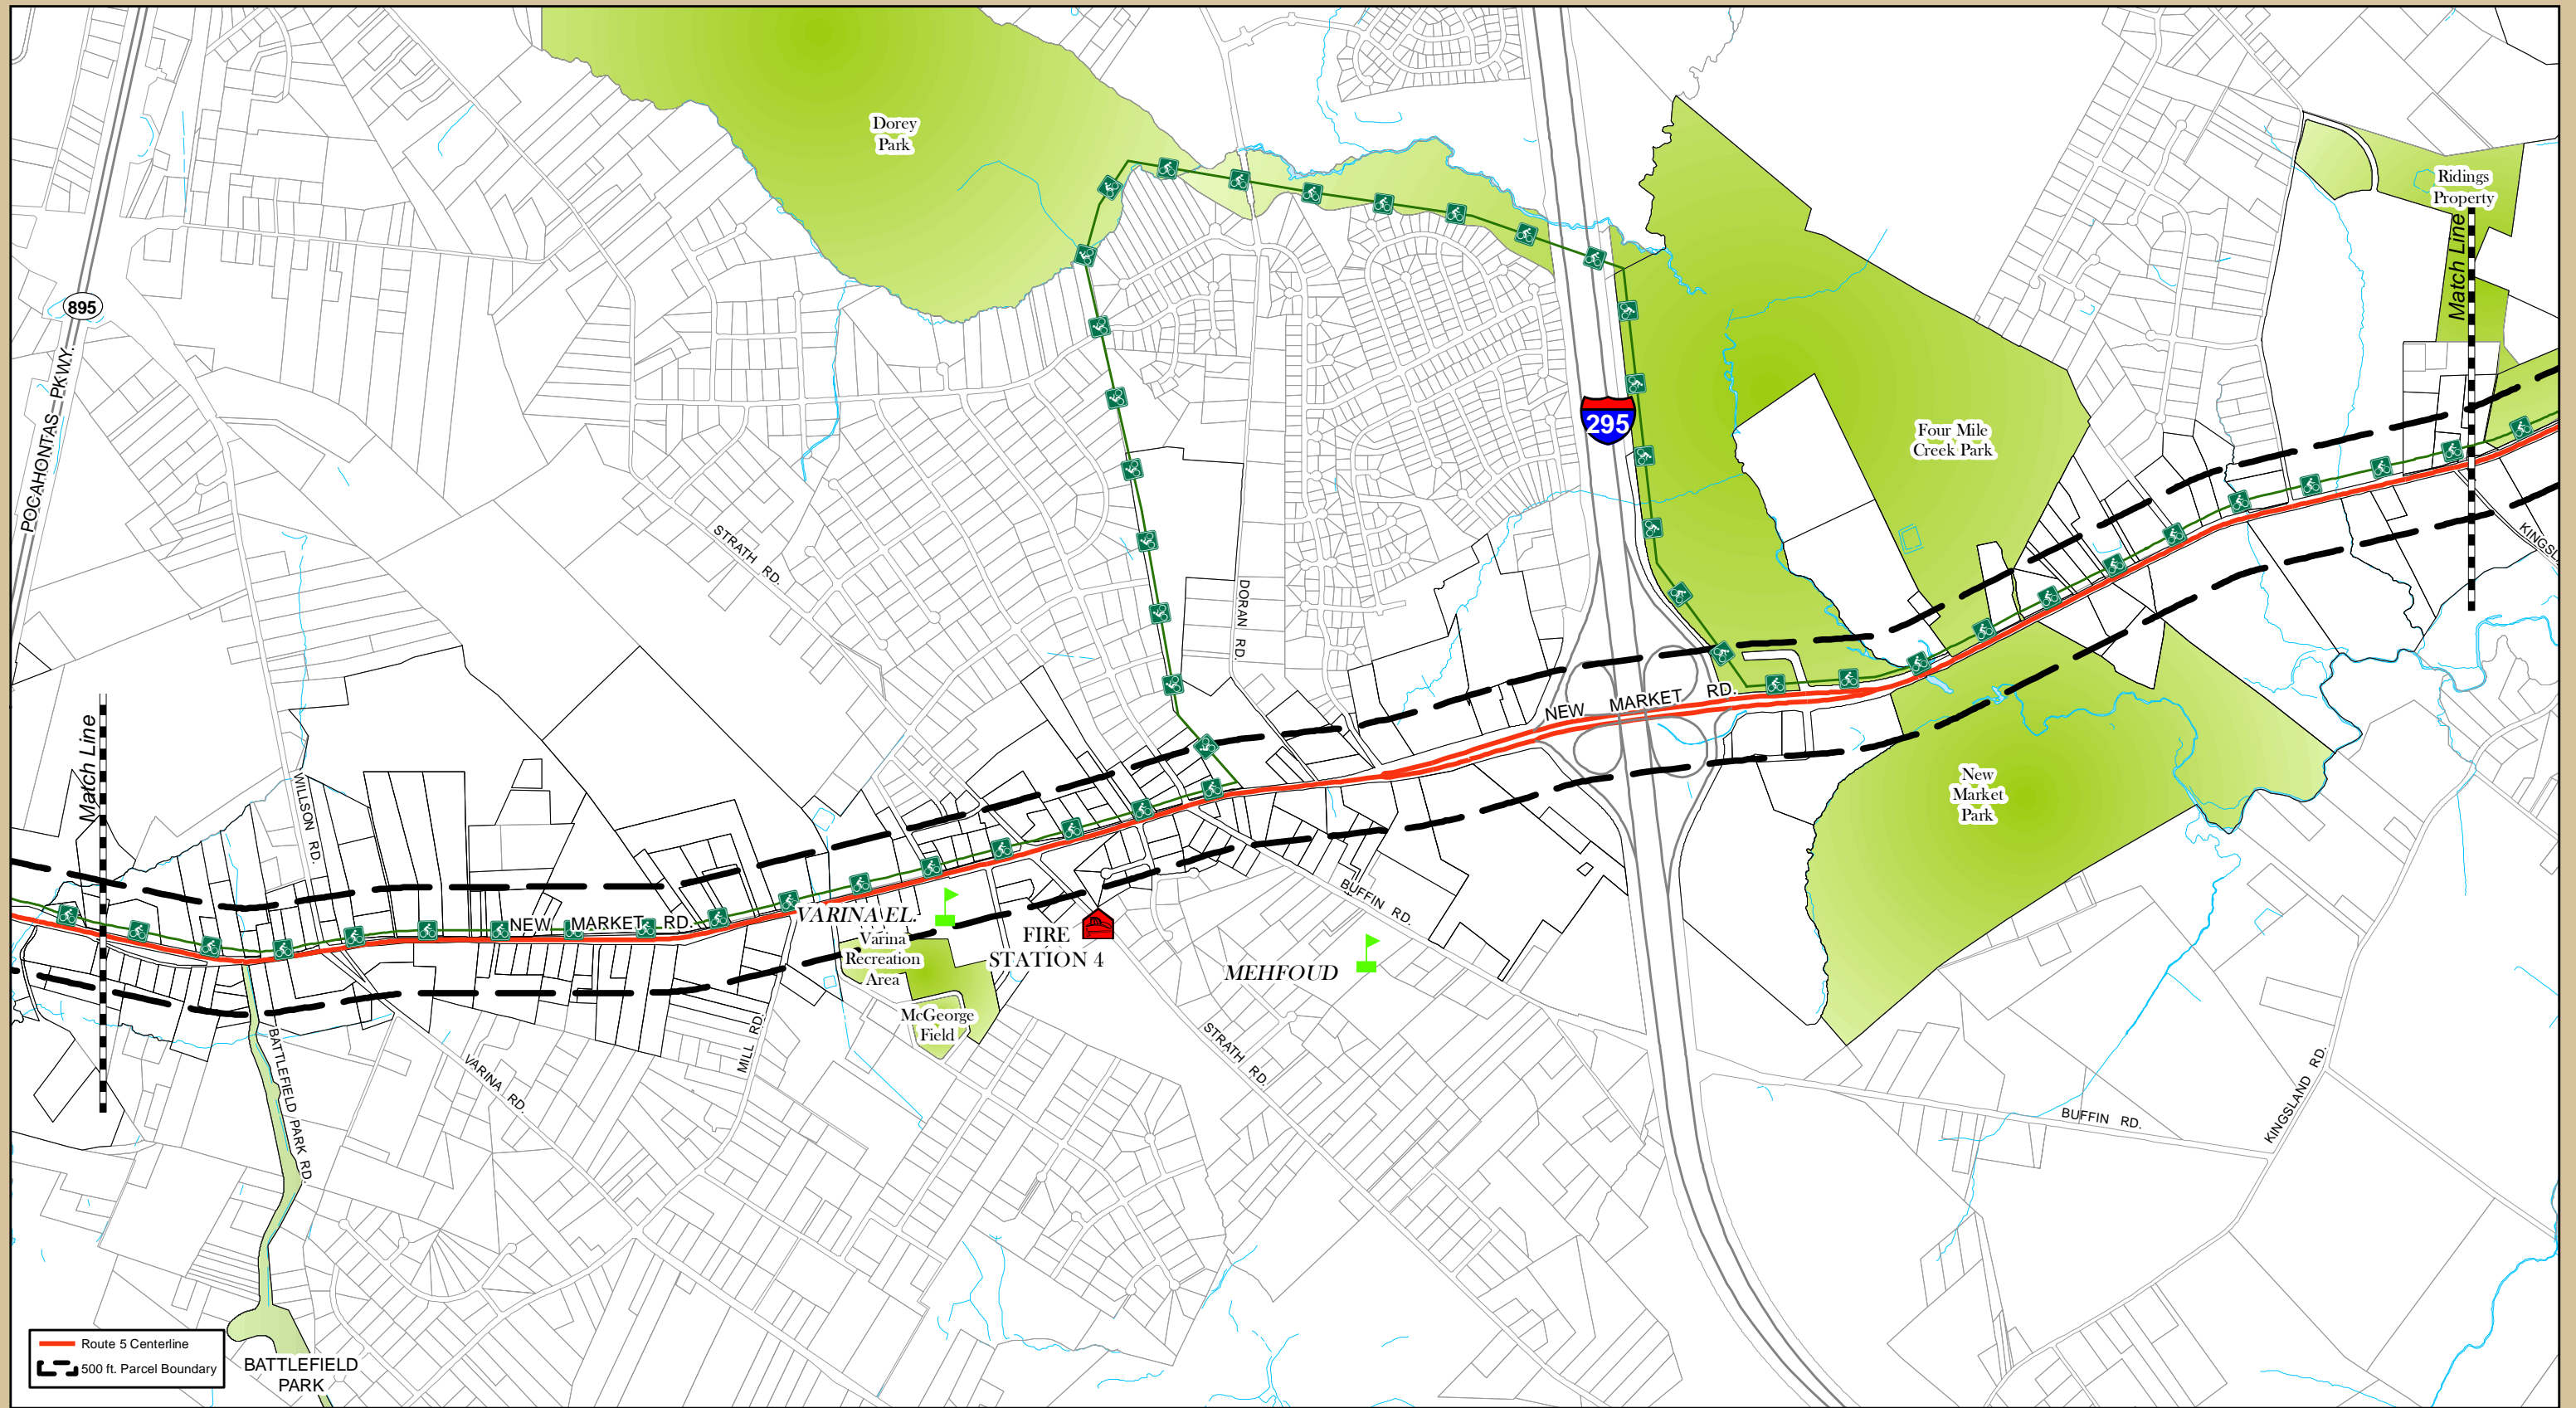 Dorey
Park
Ridings
Property
Match Line
895
POCAHONTAS PKWY.
295
Four Mile
Creek Park
STRATH RD.
DORAN RD.
KINGSL
NEW MARKET RD.
Match Line
WILLSON RD.
New
Market
Park
NEW MARKET RD.
VARINA EL.
Varina
Recreation
Area
FIRE
STATION 4
BUFFIN RD.
MEHFOUD
McGeorge
Field
MILL RD.
STRATH RD.
BATTLEFIELD PARK RD.
VARINA RD.
BUFFIN RD.
KINGSLAND RD.
Route 5 Centerline
500 ft. Parcel Boundary
BATTLEFIELD
PARK